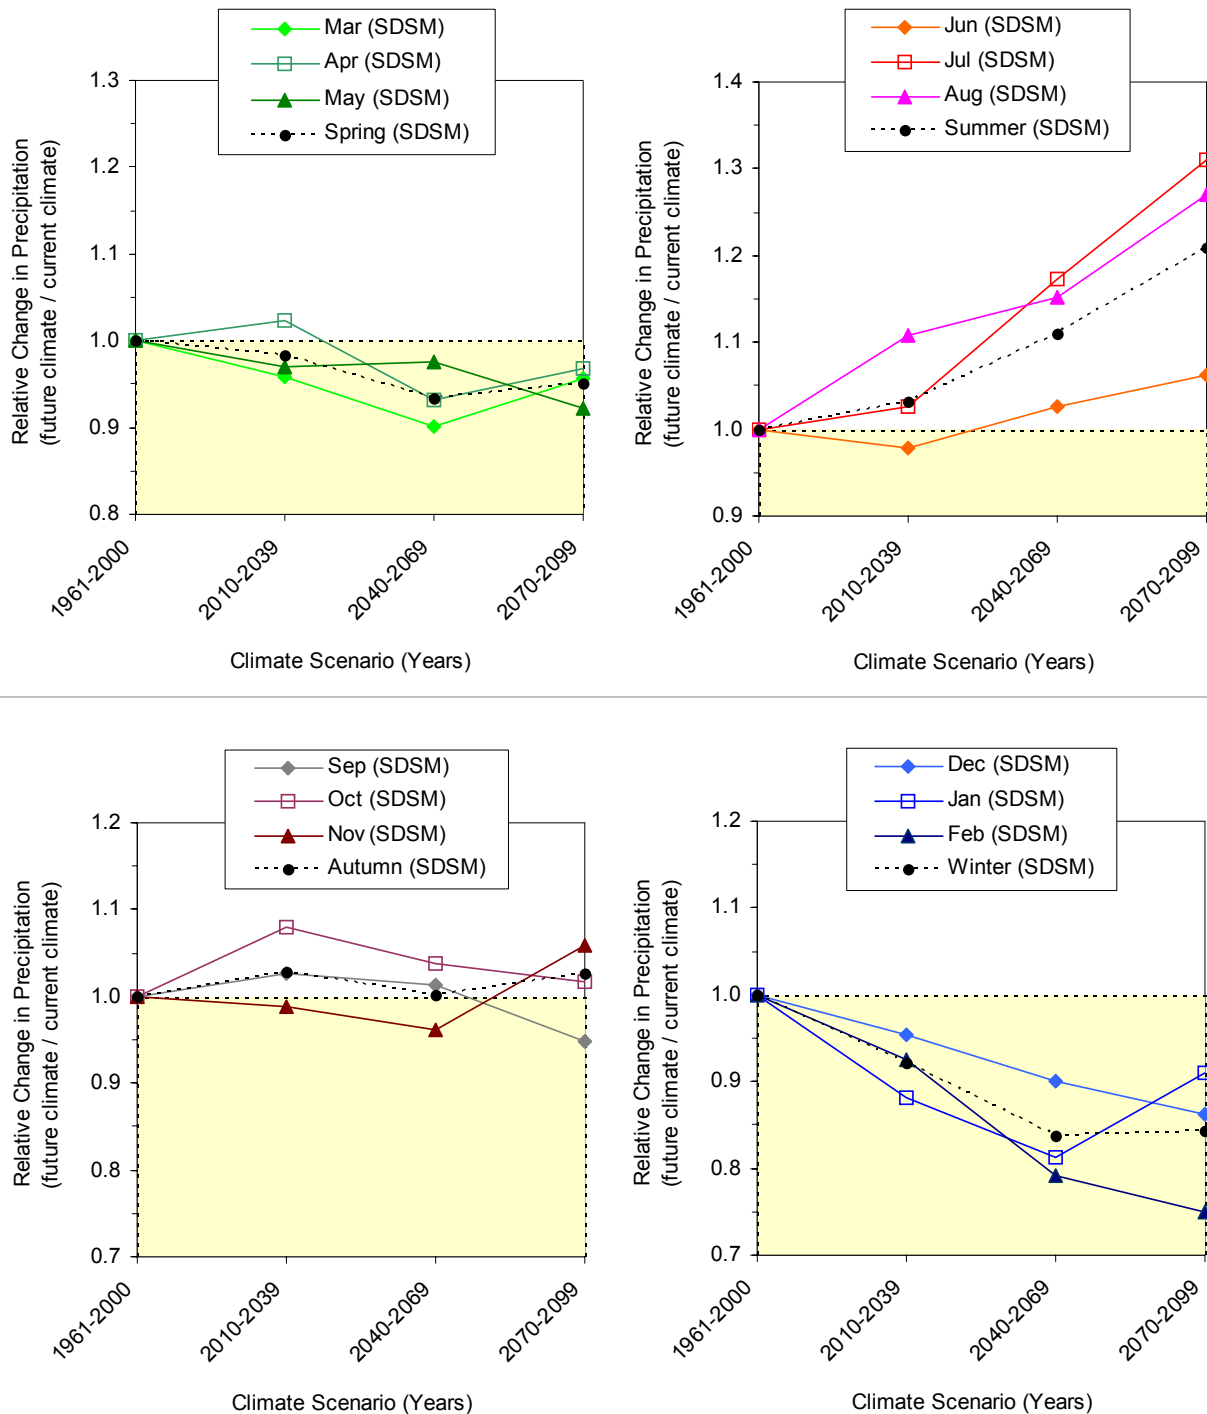 Mar (SDSM)
Apr (SDSM)
May (SDSM)
Spring (SDSM)
Relative Change in Precipitation
(future climate / current climate)
1.3
1.2
1.1
1.0
0.9
0.8
1961-2000
2010-2039
2040-2069
2070-2099
Climate Scenario (Years)
Jun (SDSM)
Jul (SDSM)
Aug (SDSM)
Summer (SDSM)
Relative Change in Precipitation
(future climate / current climate)
1.4
1.3
1.2
1.1
1.0
0.9
1961-2000
2010-2039
2040-2069
2070-2099
Climate Scenario (Years)
Sep (SDSM)
Oct (SDSM)
Nov (SDSM)
Autumn (SDSM)
Relative Change in Precipitation
(future climate / current climate)
1.2
1.1
1.0
0.9
0.8
0.7
1961-2000
2010-2039
2040-2069
2070-2099
Climate Scenario (Years)
Dec (SDSM)
Jan (SDSM)
Feb (SDSM)
Winter (SDSM)
Relative Change in Precipitation
(future climate / current climate)
1.2
1.1
1.0
0.9
0.8
0.7
1961-2000
2010-2039
2040-2069
2070-2099
Climate Scenario (Years)